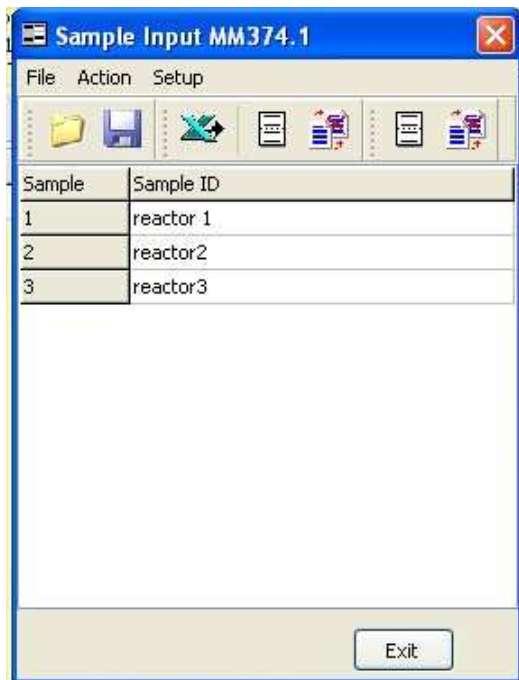 Sample Input MM374.1
File Action Setup
Sample Sample ID
1 reactor 1
2 reactor2
3 reactor3
Exit